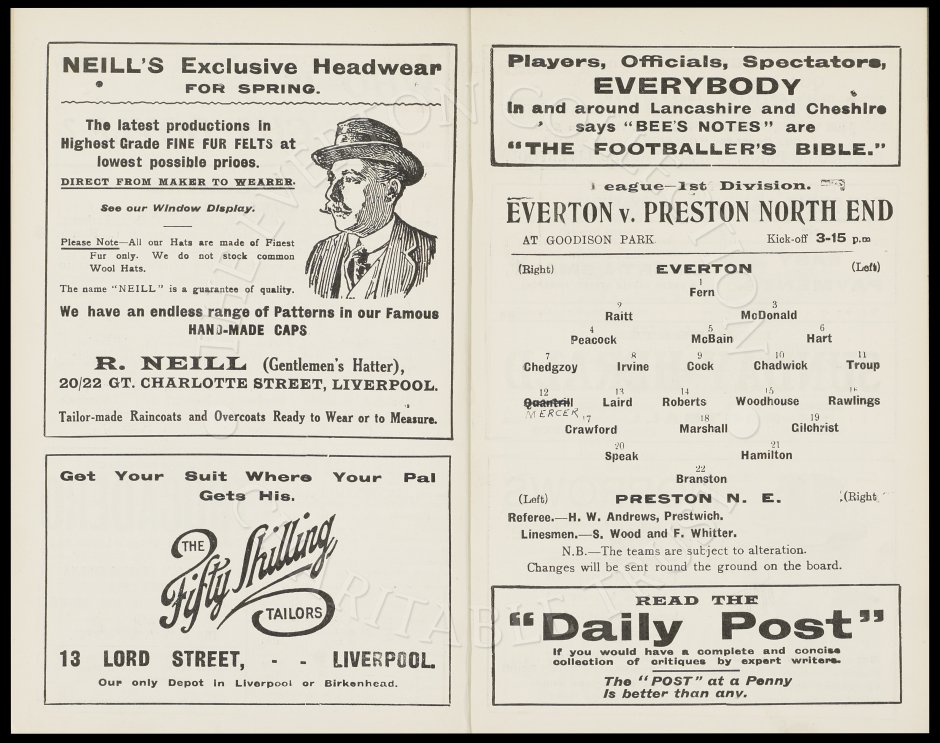 NEILL'S Exclusive Headwear
FOR SPRING.
The latest productions in
Highest Grade FINE FUR FELTS at
lowest possible prices.
DIRECT FROM MAKER TO WEARER.
See our Window Display.
Please Note—All our Hats are made of Finest
Fur only. We do not stock common
Wool Hats.
The name "NEILL" is a guarantee of quality.
We have an endless range of Patterns in our Famous
HAND-MADE CAPS
R. NEILL (Gentlemen's Hatter),
20/22 GT. CHARLOTTE STREET, LIVERPOOL.
Tailor-made Raincoats and Overcoats Ready to Wear or to Measure.
Get Your Suit Where Your Pal
Gets His.
THE
Fifty Shilling
TAILORS
13 LORD STREET, - - LIVERPOOL.
Our only Depot in Liverpool or Birkenhead.
Players, Officials, Spectators,
EVERYBODY
In and around Lancashire and Cheshire
says "BEE'S NOTES" are
"THE FOOTBALLER'S BIBLE."
eague—1st Division.
EVERTON v. PRESTON NORTH END
AT GOODISON PARK Kick-off 3-15 p.m
(Right) EVERTON (Left)
1
Fern
2 3
Raitt McDonald
4 5 6
Peacock McBain Hart
7 8 9 10 11
Chedgzoy Irvine Cock Chadwick Troup
12 13 14 15 16
Quantrill Laird Roberts Woodhouse Rawlings
MERCER
17 18 19
Crawford Marshall Gilchrist
20 21
Speak Hamilton
22
Branston
(Left) PRESTON N. E. (Right
Referee.—H. W. Andrews, Prestwich.
Linesmen.—S. Wood and F. Whitter.
N.B.—The teams are subject to alteration.
Changes will be sent round the ground on the board.
READ THE
"Daily Post"
If you would have a complete and concise
collection of critiques by expert writers.
The "POST" at a Penny
Is better than any.
THE EVERTON COLLECTION
CHARITABLE TRUST